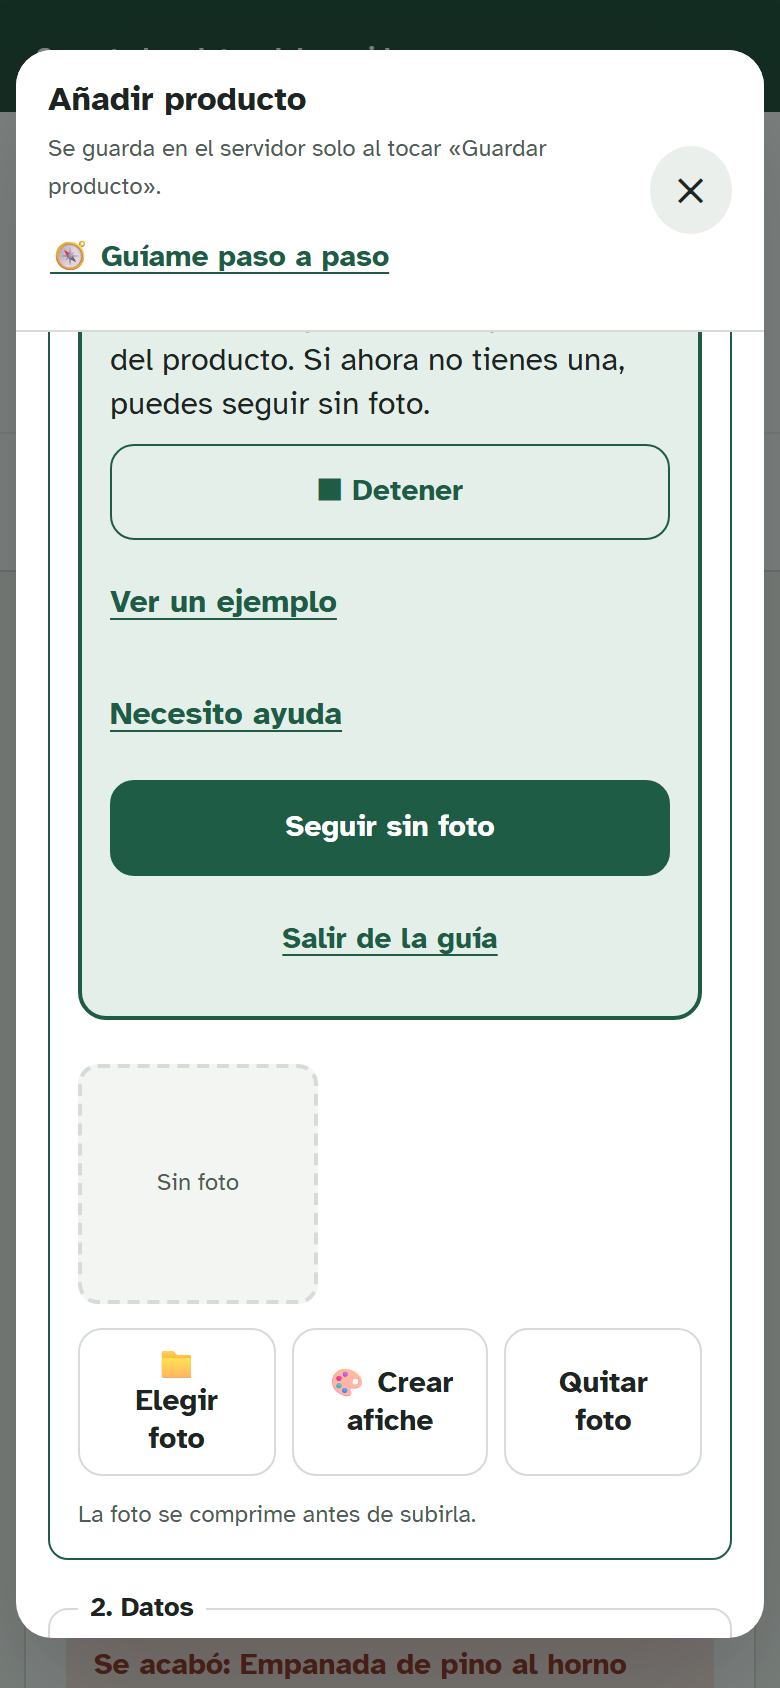 Añadir producto
Se guarda en el servidor solo al tocar «Guardar
producto».
Guíame paso a paso
del producto. Si ahora no tienes una,
puedes seguir sin foto.
Detener
Ver un ejemplo
Necesito ayuda
Seguir sin foto
Salir de la guía
Sin foto
Elegir
foto
Crear
afiche
Quitar
foto
La foto se comprime antes de subirla.
2. Datos
Se acabó: Empanada de pino al horno